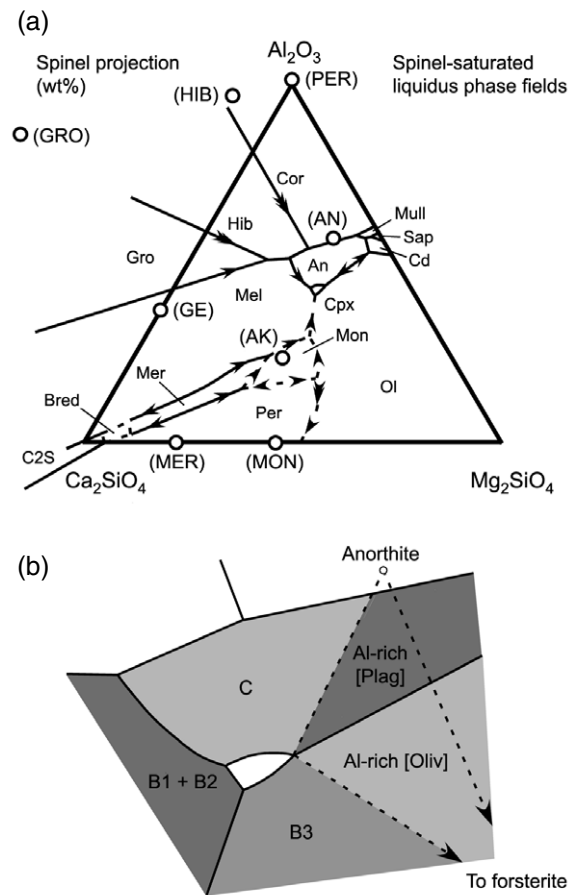 (a)
Spinel projection
(wt%)
Al₂O₃
(PER)
Spinel-saturated
liquidus phase fields
(HIB)
(GRO)
Cor
Mull
(AN)
Sap
Hib
Cd
Gro
An
Mel
Cpx
(GE)
(AK)
Mon
Mer
Ol
Bred
Per
C2S
(MER)
(MON)
Ca₂SiO₄
Mg₂SiO₄
(b)
Anorthite
C
Al-rich
[Plag]
Al-rich [Oliv]
B1 + B2
B3
To forsterite